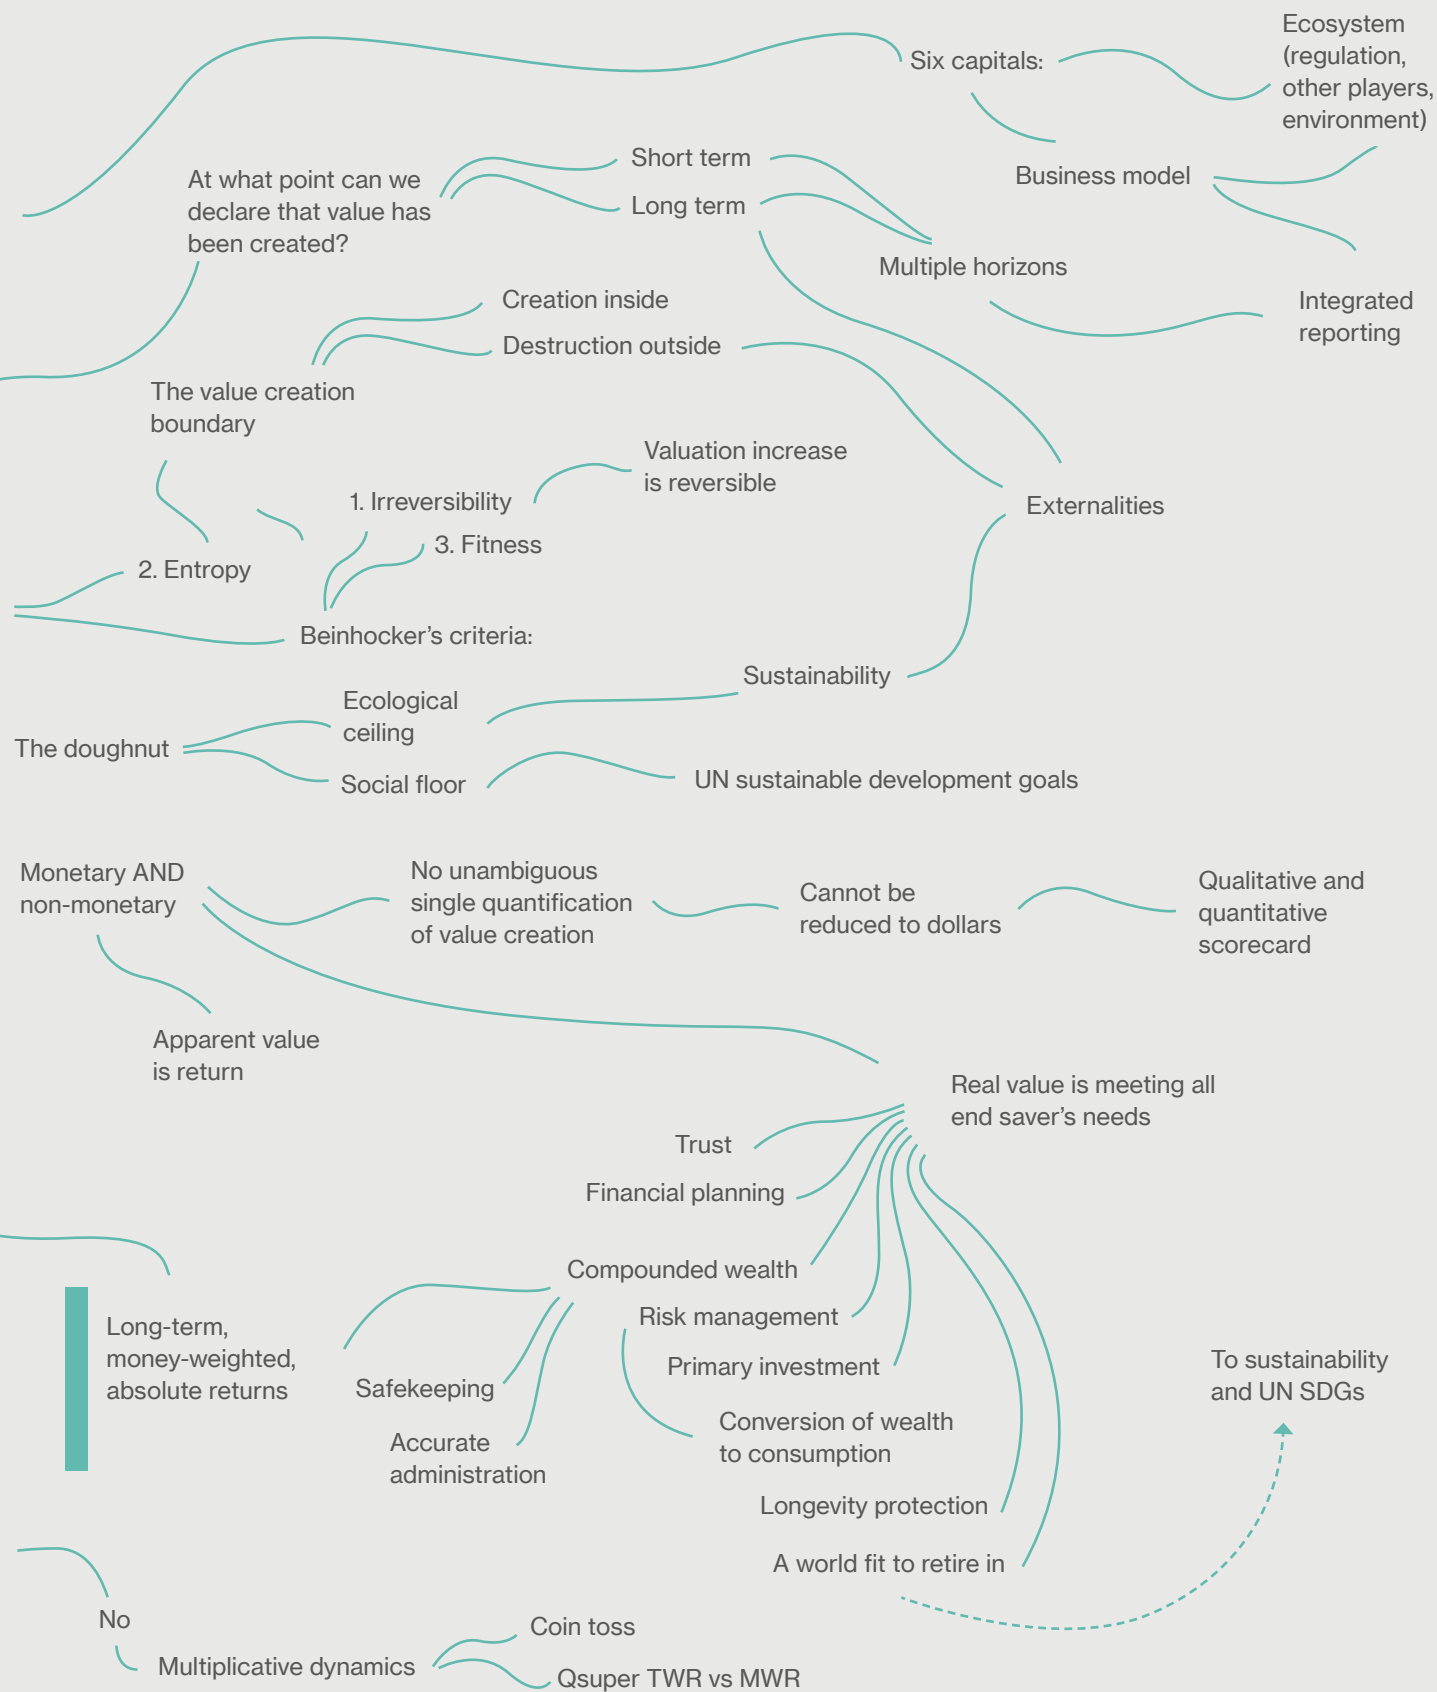 Ecosystem
(regulation,
other players,
environment)
Six capitals:
Business model
Integrated
reporting
At what point can we
declare that value has
been created?
Short term
Long term
Multiple horizons
Creation inside
Destruction outside
The value creation
boundary
Valuation increase
is reversible
1. Irreversibility
3. Fitness
2. Entropy
Externalities
Beinhocker’s criteria:
Sustainability
Ecological
ceiling
The doughnut
Social floor
UN sustainable development goals
Monetary AND
non-monetary
No unambiguous
single quantification
of value creation
Cannot be
reduced to dollars
Qualitative and
quantitative
scorecard
Apparent value
is return
Real value is meeting all
end saver’s needs
Trust
Financial planning
Compounded wealth
Risk management
Primary investment
Long-term,
money-weighted,
absolute returns
Safekeeping
Accurate
administration
Conversion of wealth
to consumption
Longevity protection
A world fit to retire in
To sustainability
and UN SDGs
No
Multiplicative dynamics
Coin toss
Qsuper TWR vs MWR